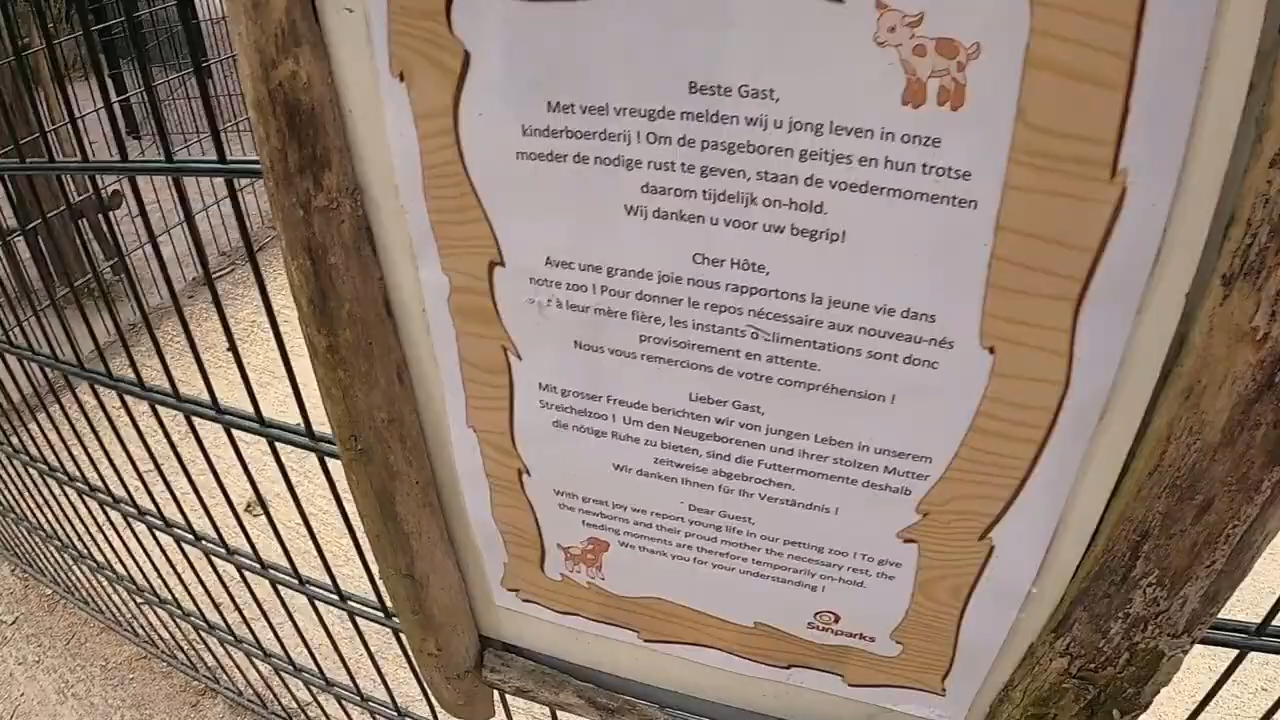 Beste Gast,
Met veel vreugde melden wij u jong leven in onze
kinderboerderij ! Om de pasgeboren geitjes en hun trotse
moeder de nodige rust te geven, staan de voedermomenten
daarom tijdelijk on-hold.
Wij danken u voor uw begrip!
Cher Hôte,
Avec une grande joie nous rapportons la jeune vie dans
notre zoo ! Pour donner le repos nécessaire aux nouveau-nés
à leur mère fière, les instants sont donc
provisoirement en attente.
Nous vous remercions de votre compréhension !
Lieber Gast,
Mit grosser Freude berichten wir von jungen Leben in unserem
Streichelzoo ! Um den Neugeborenen und ihrer stolzen Mutter
die nötige Ruhe zu bieten, sind die Futtermomente deshalb
zeitweise abgebrochen.
Wir danken Ihnen für Ihr Verständnis !
Dear Guest,
With great joy we report young life in our petting zoo ! To give
the newborns and their proud mother the necessary rest, the
feeding moments are therefore temporarily on-hold.
We thank you for your understanding !
Sunparks